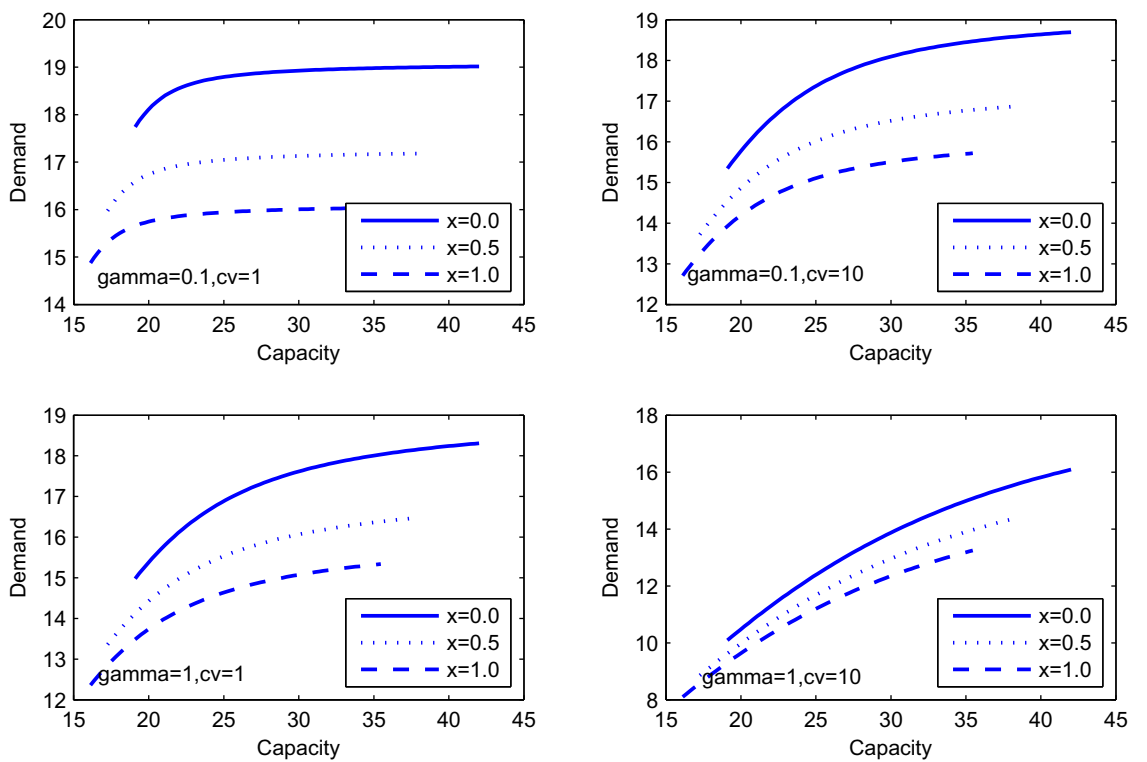 20
19
18
17
16
15
14
Demand
x=0.0
x=0.5
x=1.0
gamma=0.1,cv=1
15 20 25 30 35 40 45
Capacity
19
18
17
16
15
14
13
12
Demand
x=0.0
x=0.5
x=1.0
gamma=0.1,cv=10
15 20 25 30 35 40 45
Capacity
19
18
17
16
15
14
13
12
Demand
x=0.0
x=0.5
x=1.0
gamma=1,cv=1
15 20 25 30 35 40 45
Capacity
18
16
14
12
10
8
Demand
x=0.0
x=0.5
x=1.0
gamma=1,cv=10
15 20 25 30 35 40 45
Capacity